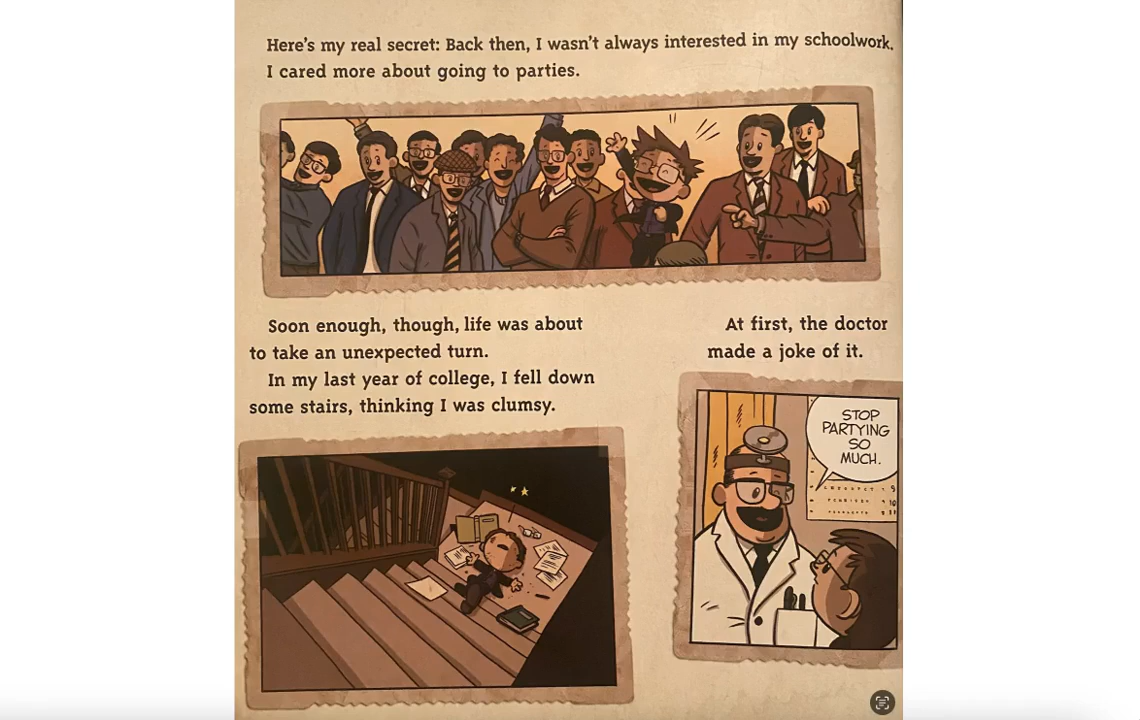 Here's my real secret: Back then, I wasn't always interested in my schoolwork.
I cared more about going to parties.
Soon enough, though, life was about
to take an unexpected turn.
In my last year of college, I fell down
some stairs, thinking I was clumsy.
At first, the doctor
made a joke of it.
STOP
PARTYING
SO
MUCH.